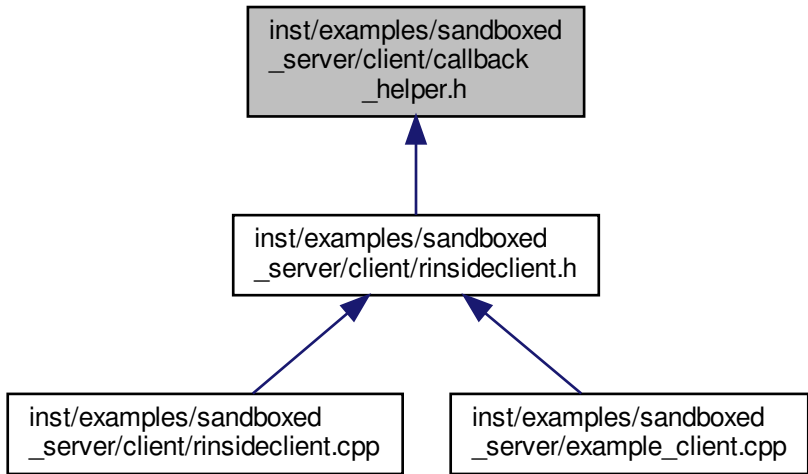 inst/examples/sandboxed
_server/client/callback
_helper.h
inst/examples/sandboxed
_server/client/rinsideclient.h
inst/examples/sandboxed
_server/client/rinsideclient.cpp
inst/examples/sandboxed
_server/example_client.cpp